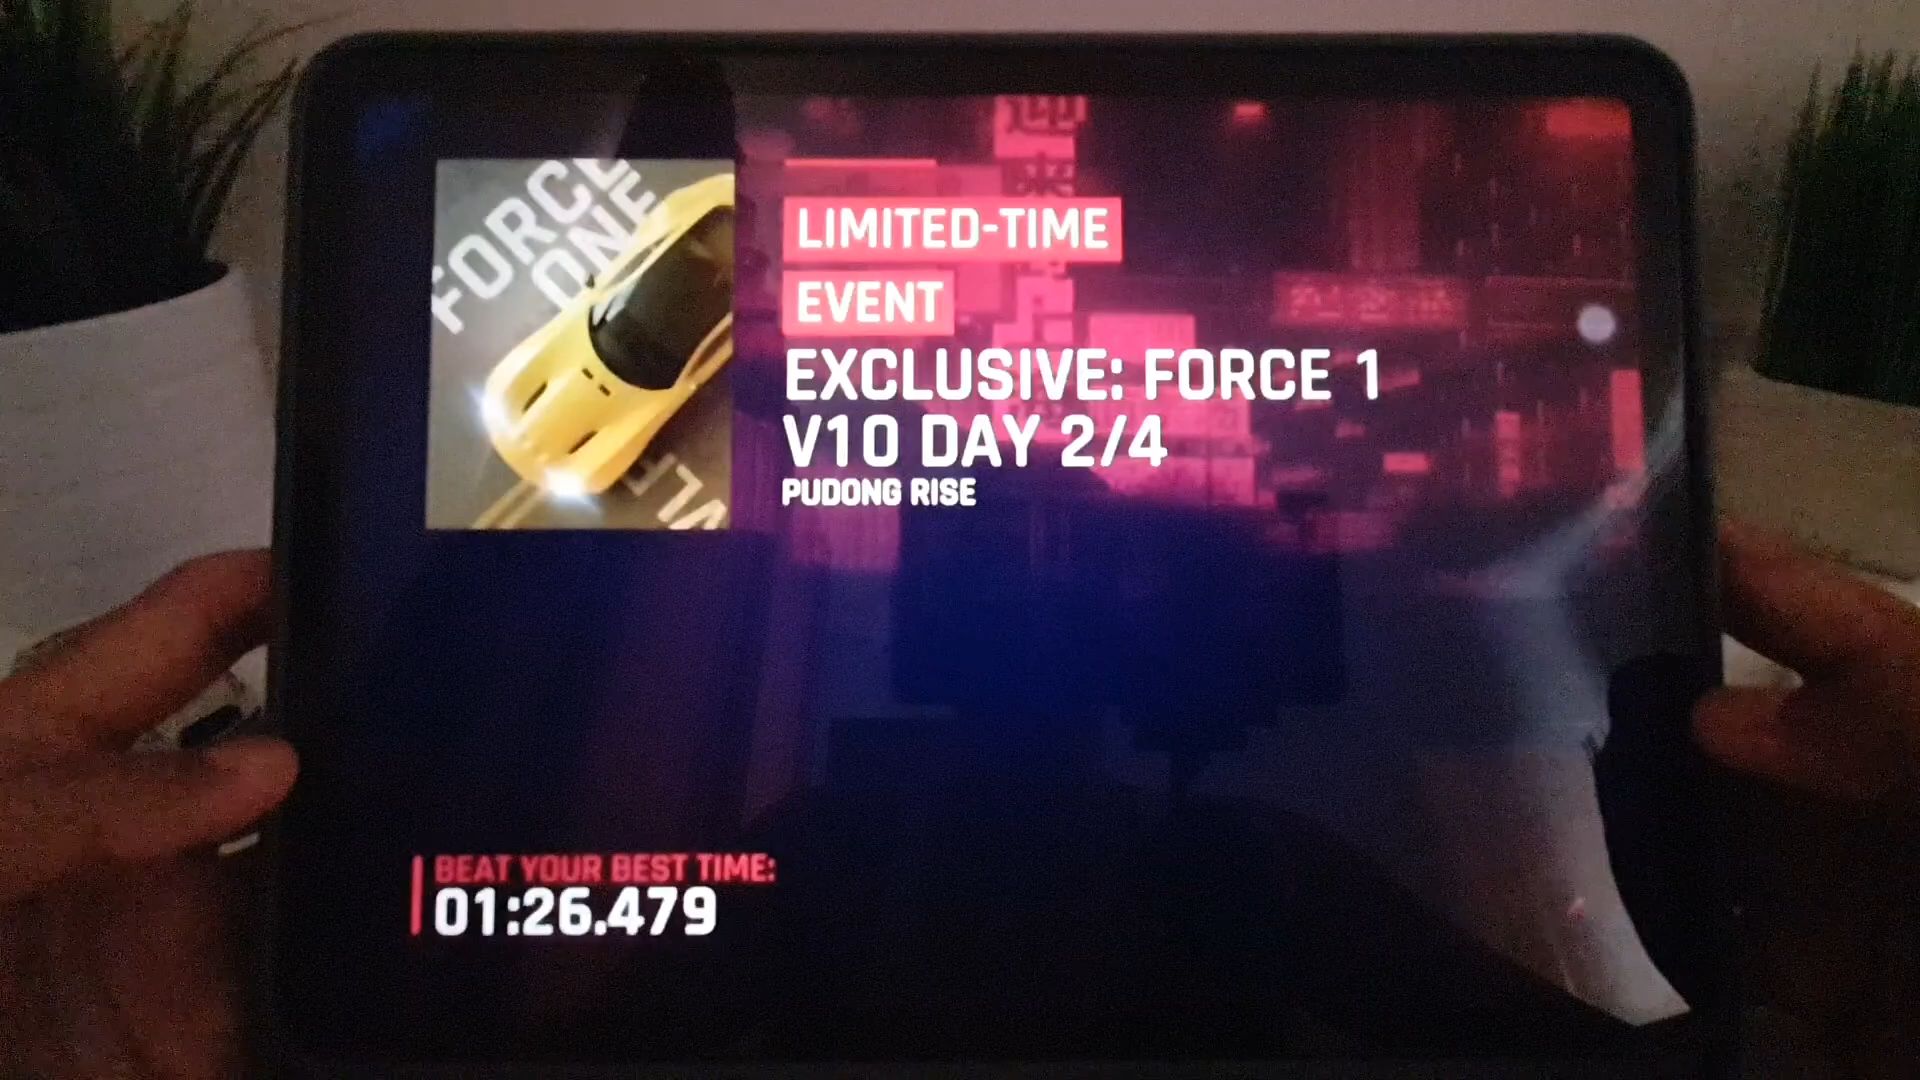 FORCE
ONE
LIMITED-TIME
EVENT
EXCLUSIVE: FORCE 1
V10 DAY 2/4
PUDONG RISE
BEAT YOUR BEST TIME:
01:26.479